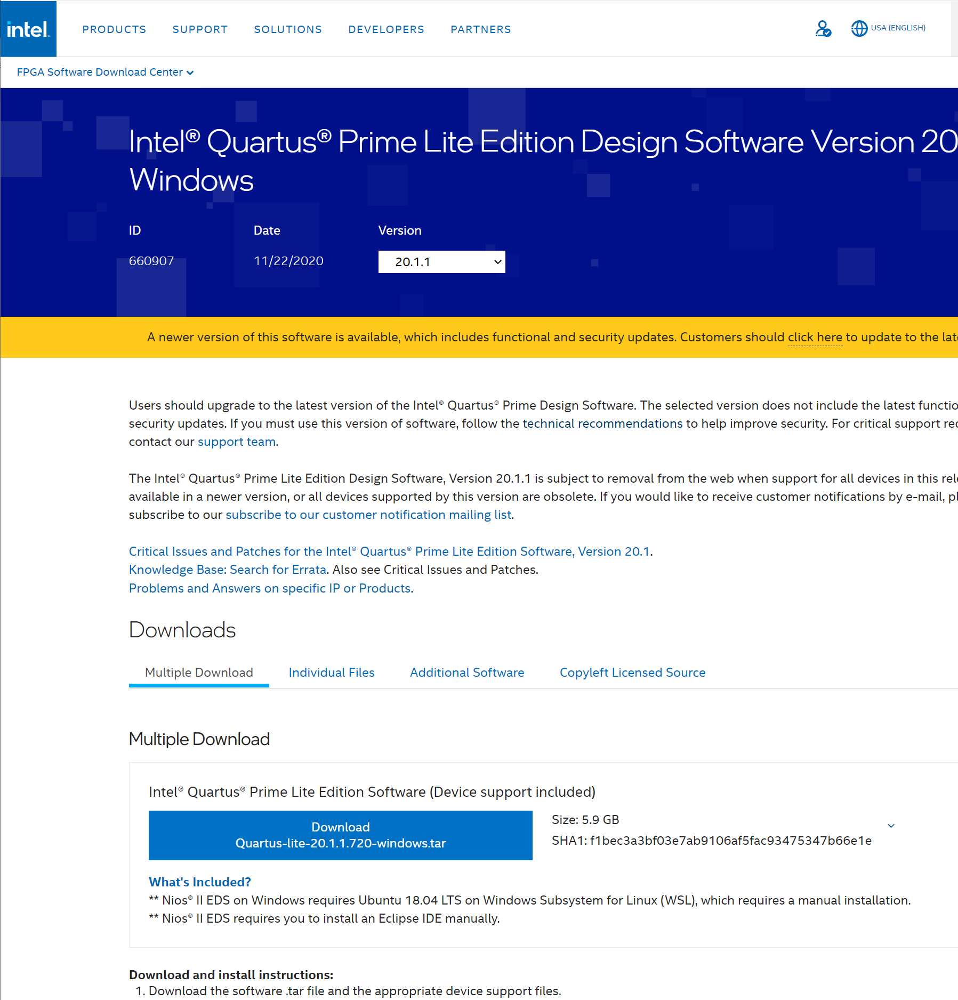 intel.
PRODUCTS
SUPPORT
SOLUTIONS
DEVELOPERS
PARTNERS
USA (ENGLISH)
FPGA Software Download Center
Intel® Quartus® Prime Lite Edition Design Software Version 20
Windows
ID
Date
Version
660907
11/22/2020
20.1.1
A newer version of this software is available, which includes functional and security updates. Customers should click here to update to the
Users should upgrade to the latest version of the Intel® Quartus® Prime Design Software. The selected version does not include the latest
security updates. If you must use this version of software, follow the technical recommendations to help improve security. For critical support
contact our support team.
The Intel® Quartus® Prime Lite Edition Design Software, Version 20.1.1 is subject to removal from the web when support for all devices in this
available in a newer version, or all devices supported by this version are obsolete. If you would like to receive customer notifications by e-mail,
subscribe to our subscribe to our customer notification mailing list.
Critical Issues and Patches for the Intel® Quartus® Prime Lite Edition Software, Version 20.1.
Knowledge Base: Search for Errata. Also see Critical Issues and Patches.
Problems and Answers on specific IP or Products.
Downloads
Multiple Download
Individual Files
Additional Software
Copyleft Licensed Source
Multiple Download
Intel® Quartus® Prime Lite Edition Software (Device support included)
Download
Quartus-lite-20.1.1.720-windows.tar
Size: 5.9 GB
SHA1: f1bec3a3bf03e7ab9106af5fac93475347b66e1e
What's Included?
** Nios® II EDS on Windows requires Ubuntu 18.04 LTS on Windows Subsystem for Linux (WSL), which requires a manual installation.
** Nios® II EDS requires you to install an Eclipse IDE manually.
Download and install instructions:
1. Download the software .tar file and the appropriate device support files.